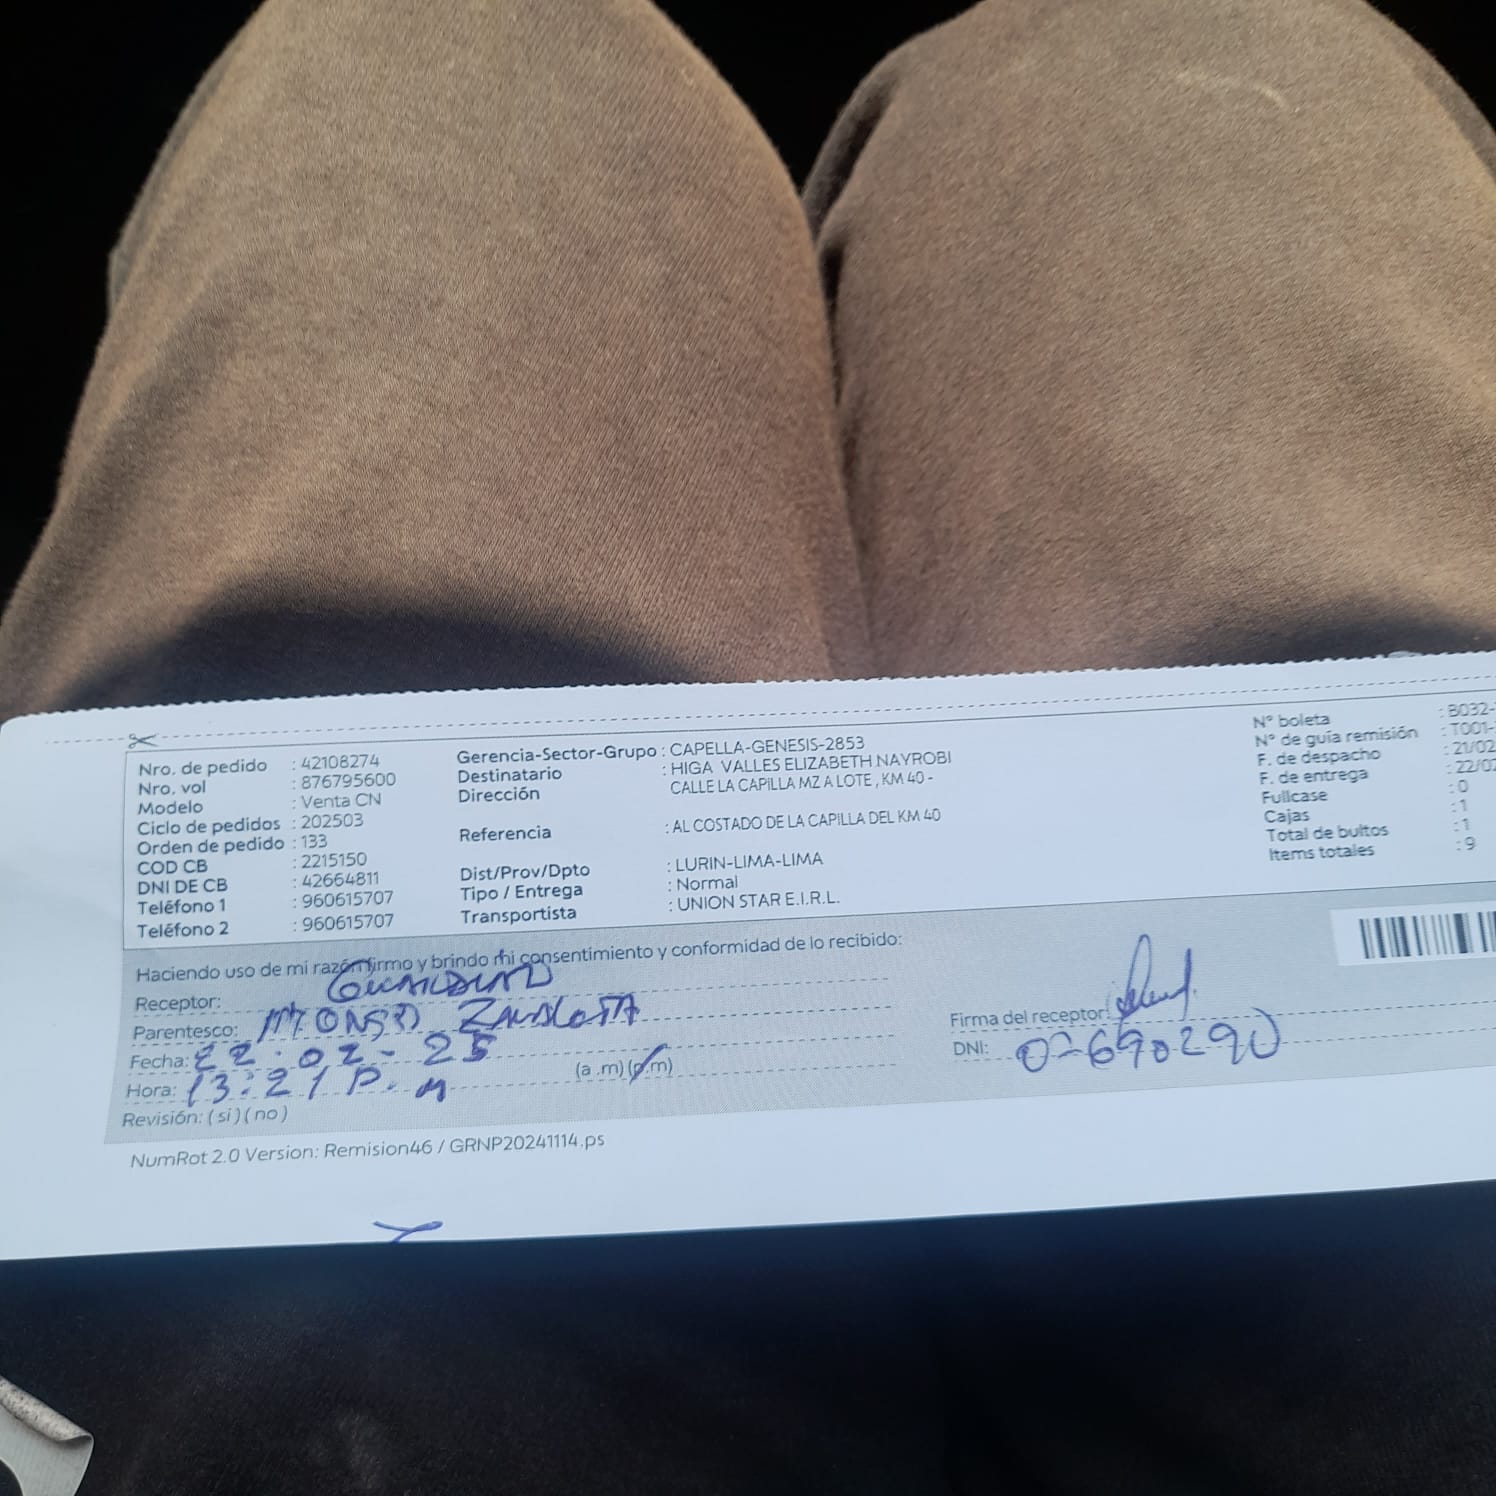 Nro. de pedido : 42108274
Nro. vol : 876795600
Modelo : Venta CN
Ciclo de pedidos : 202503
Orden de pedido : 133
COD CB : 2215150
DNI DE CB : 42664811
Teléfono 1 : 960615707
Teléfono 2 : 960615707
Gerencia-Sector-Grupo : CAPELLA-GENESIS-2853
Destinatario : HIGA VALLES ELIZABETH NAYROBI
Dirección CALLE LA CAPILLA MZ A LOTE , KM 40 -
Referencia : AL COSTADO DE LA CAPILLA DEL KM 40
Dist/Prov/Dpto : LURIN-LIMA-LIMA
Tipo / Entrega : Normal
Transportista : UNION STAR E.I.R.L.
N° boleta : B032-
N° de guía remisión : T001-
F. de despacho : 21/02
F. de entrega : 22/02
Fullcase : 0
Cajas : 1
Total de bultos : 1
Items totales : 9
Haciendo uso de mi razón firmo y brindo mi consentimiento y conformidad de lo recibido:
Receptor:
Parentesco:
Fecha: 22-02-25
Hora: 13:21 P.m (a .m) (p.m)
Revisión: ( si ) ( no )
Firma del receptor:
DNI:
NumRot 2.0 Version: Remision46 / GRNP20241114.ps